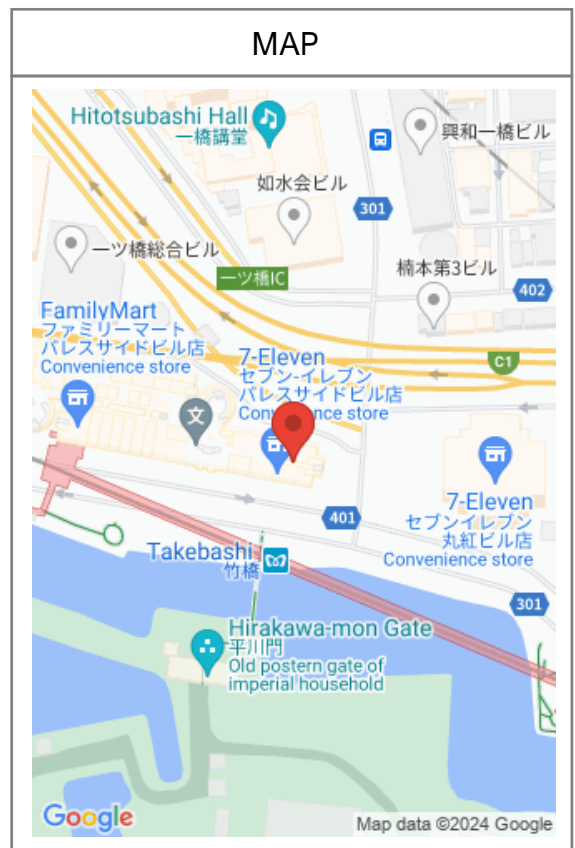 MAP
Hitotsubashi Hall
一橋講堂
興和一橋ビル
如水会ビル
301
一ツ橋総合ビル
一ツ橋IC
楠本第3ビル
402
FamilyMart
ファミリーマート
パレスサイドビル店
Convenience store
7-Eleven
セブン-イレブン
パレスサイドビル店
C1
文
7-Eleven
セブンイレブン
丸紅ビル店
Convenience store
401
Takebashi
竹橋
301
Hirakawa-mon Gate
平川門
Old postern gate of
imperial household
Google
Map data ©2024 Google